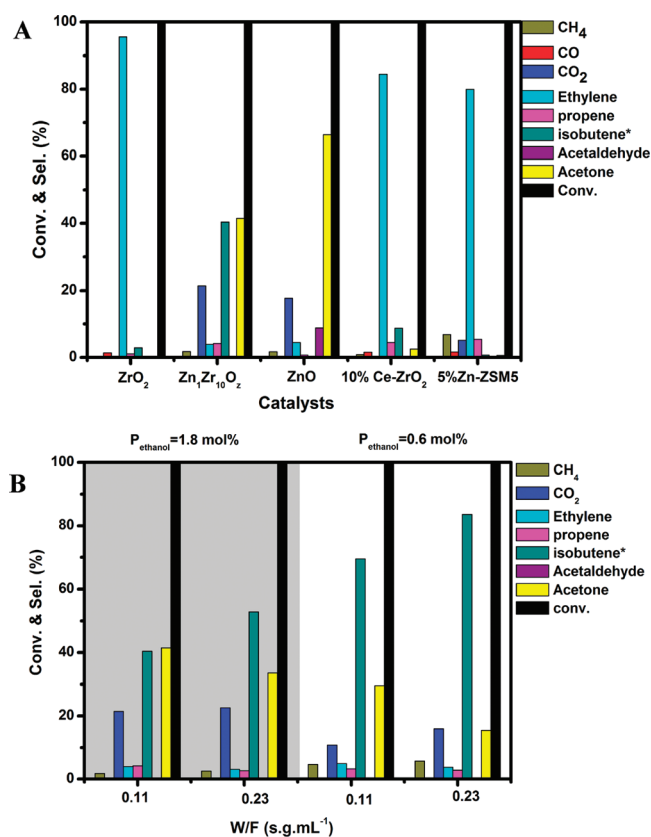 A
Conv. & Sel. (%)
100
80
60
40
20
0
ZrO2
Zn1Zr10Oz
ZnO
10% Ce-ZrO2
5%Zn-ZSM5
Catalysts
CH4
CO
CO2
Ethylene
propene
isobutene*
Acetaldehyde
Acetone
Conv.
B
Pethanol=1.8 mol%
Pethanol=0.6 mol%
Conv. & Sel. (%)
100
80
60
40
20
0
0.11
0.23
0.11
0.23
W/F (s.g.mL-1)
CH4
CO2
Ethylene
propene
isobutene*
Acetaldehyde
Acetone
conv.